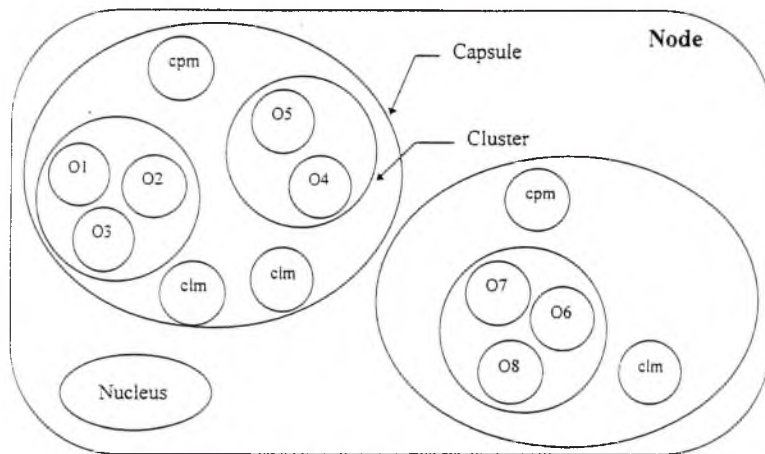 Node
Capsule
Cluster
cpm
O5
O4
O1
O2
O3
clm
clm
cpm
O7
O6
O8
clm
Nucleus